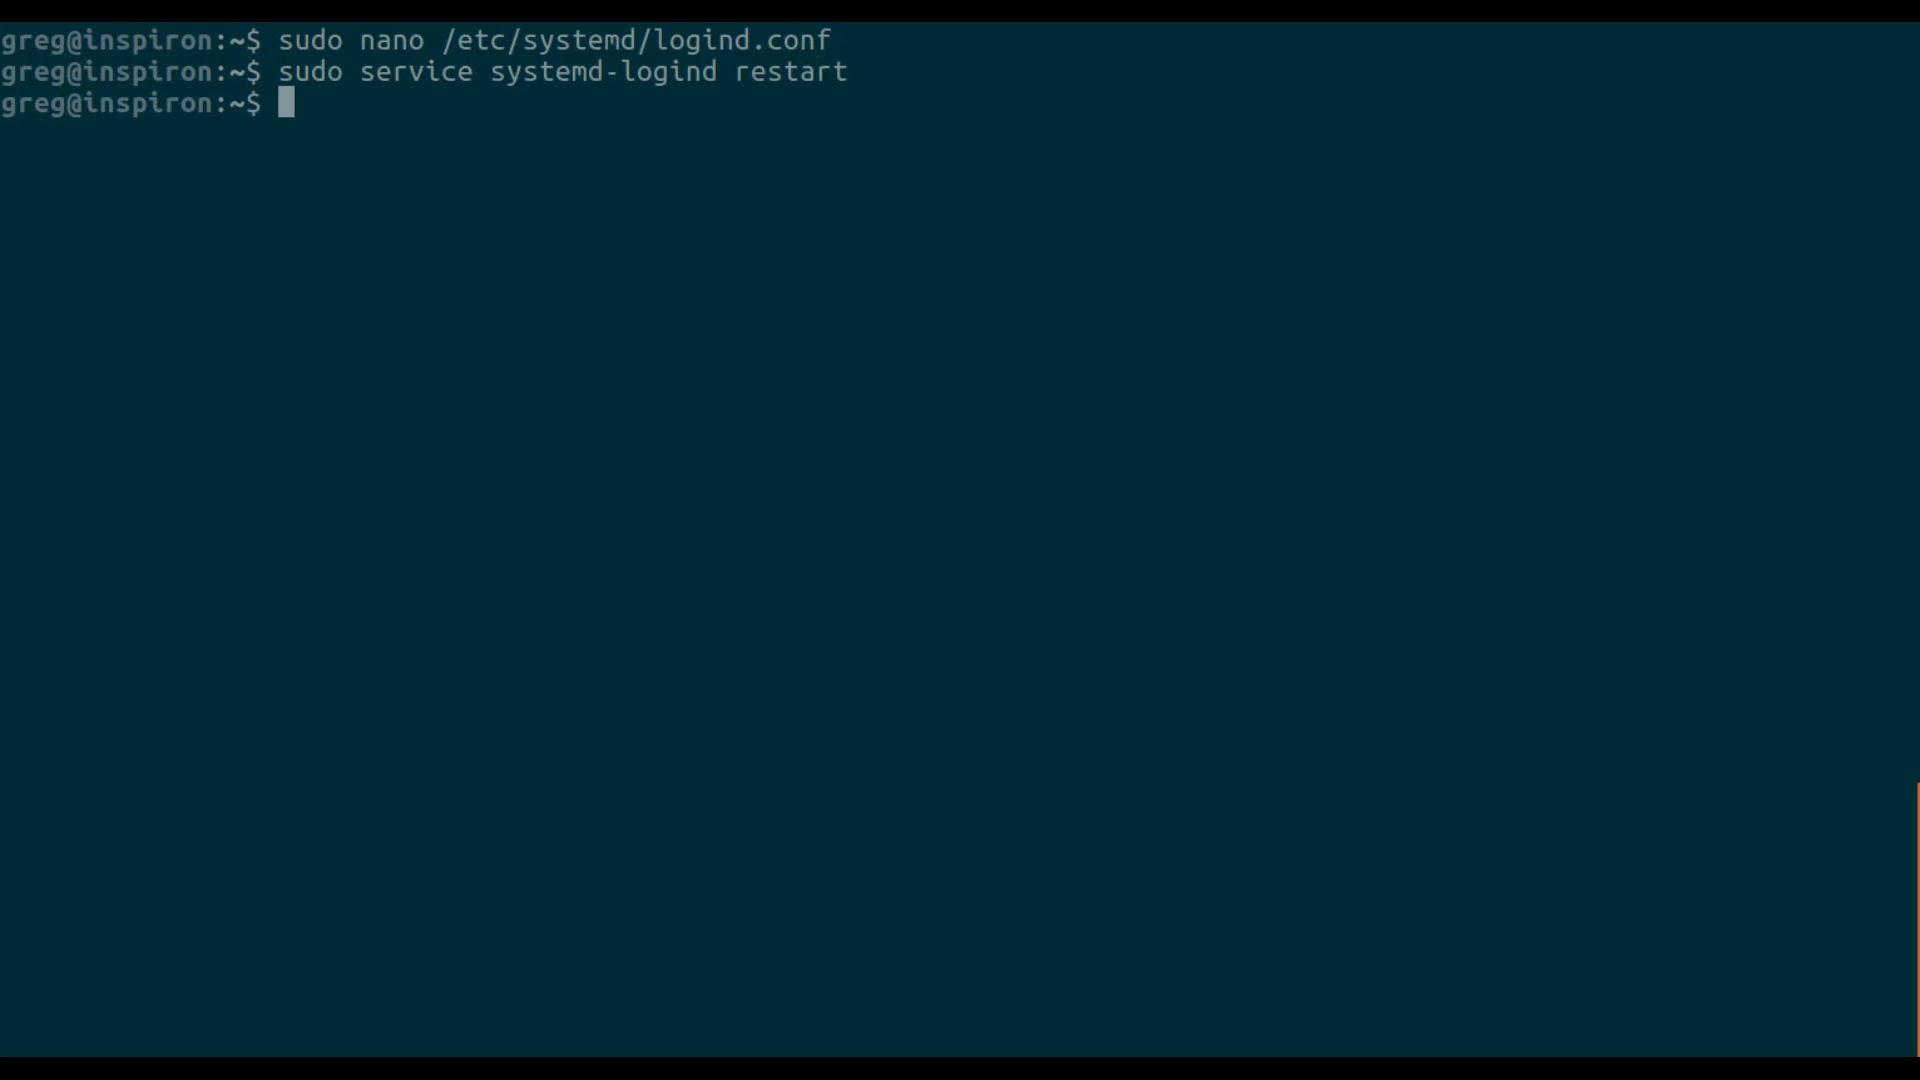 greg@inspiron:~$ sudo nano /etc/systemd/logind.conf
greg@inspiron:~$ sudo service systemd-logind restart
greg@inspiron:~$